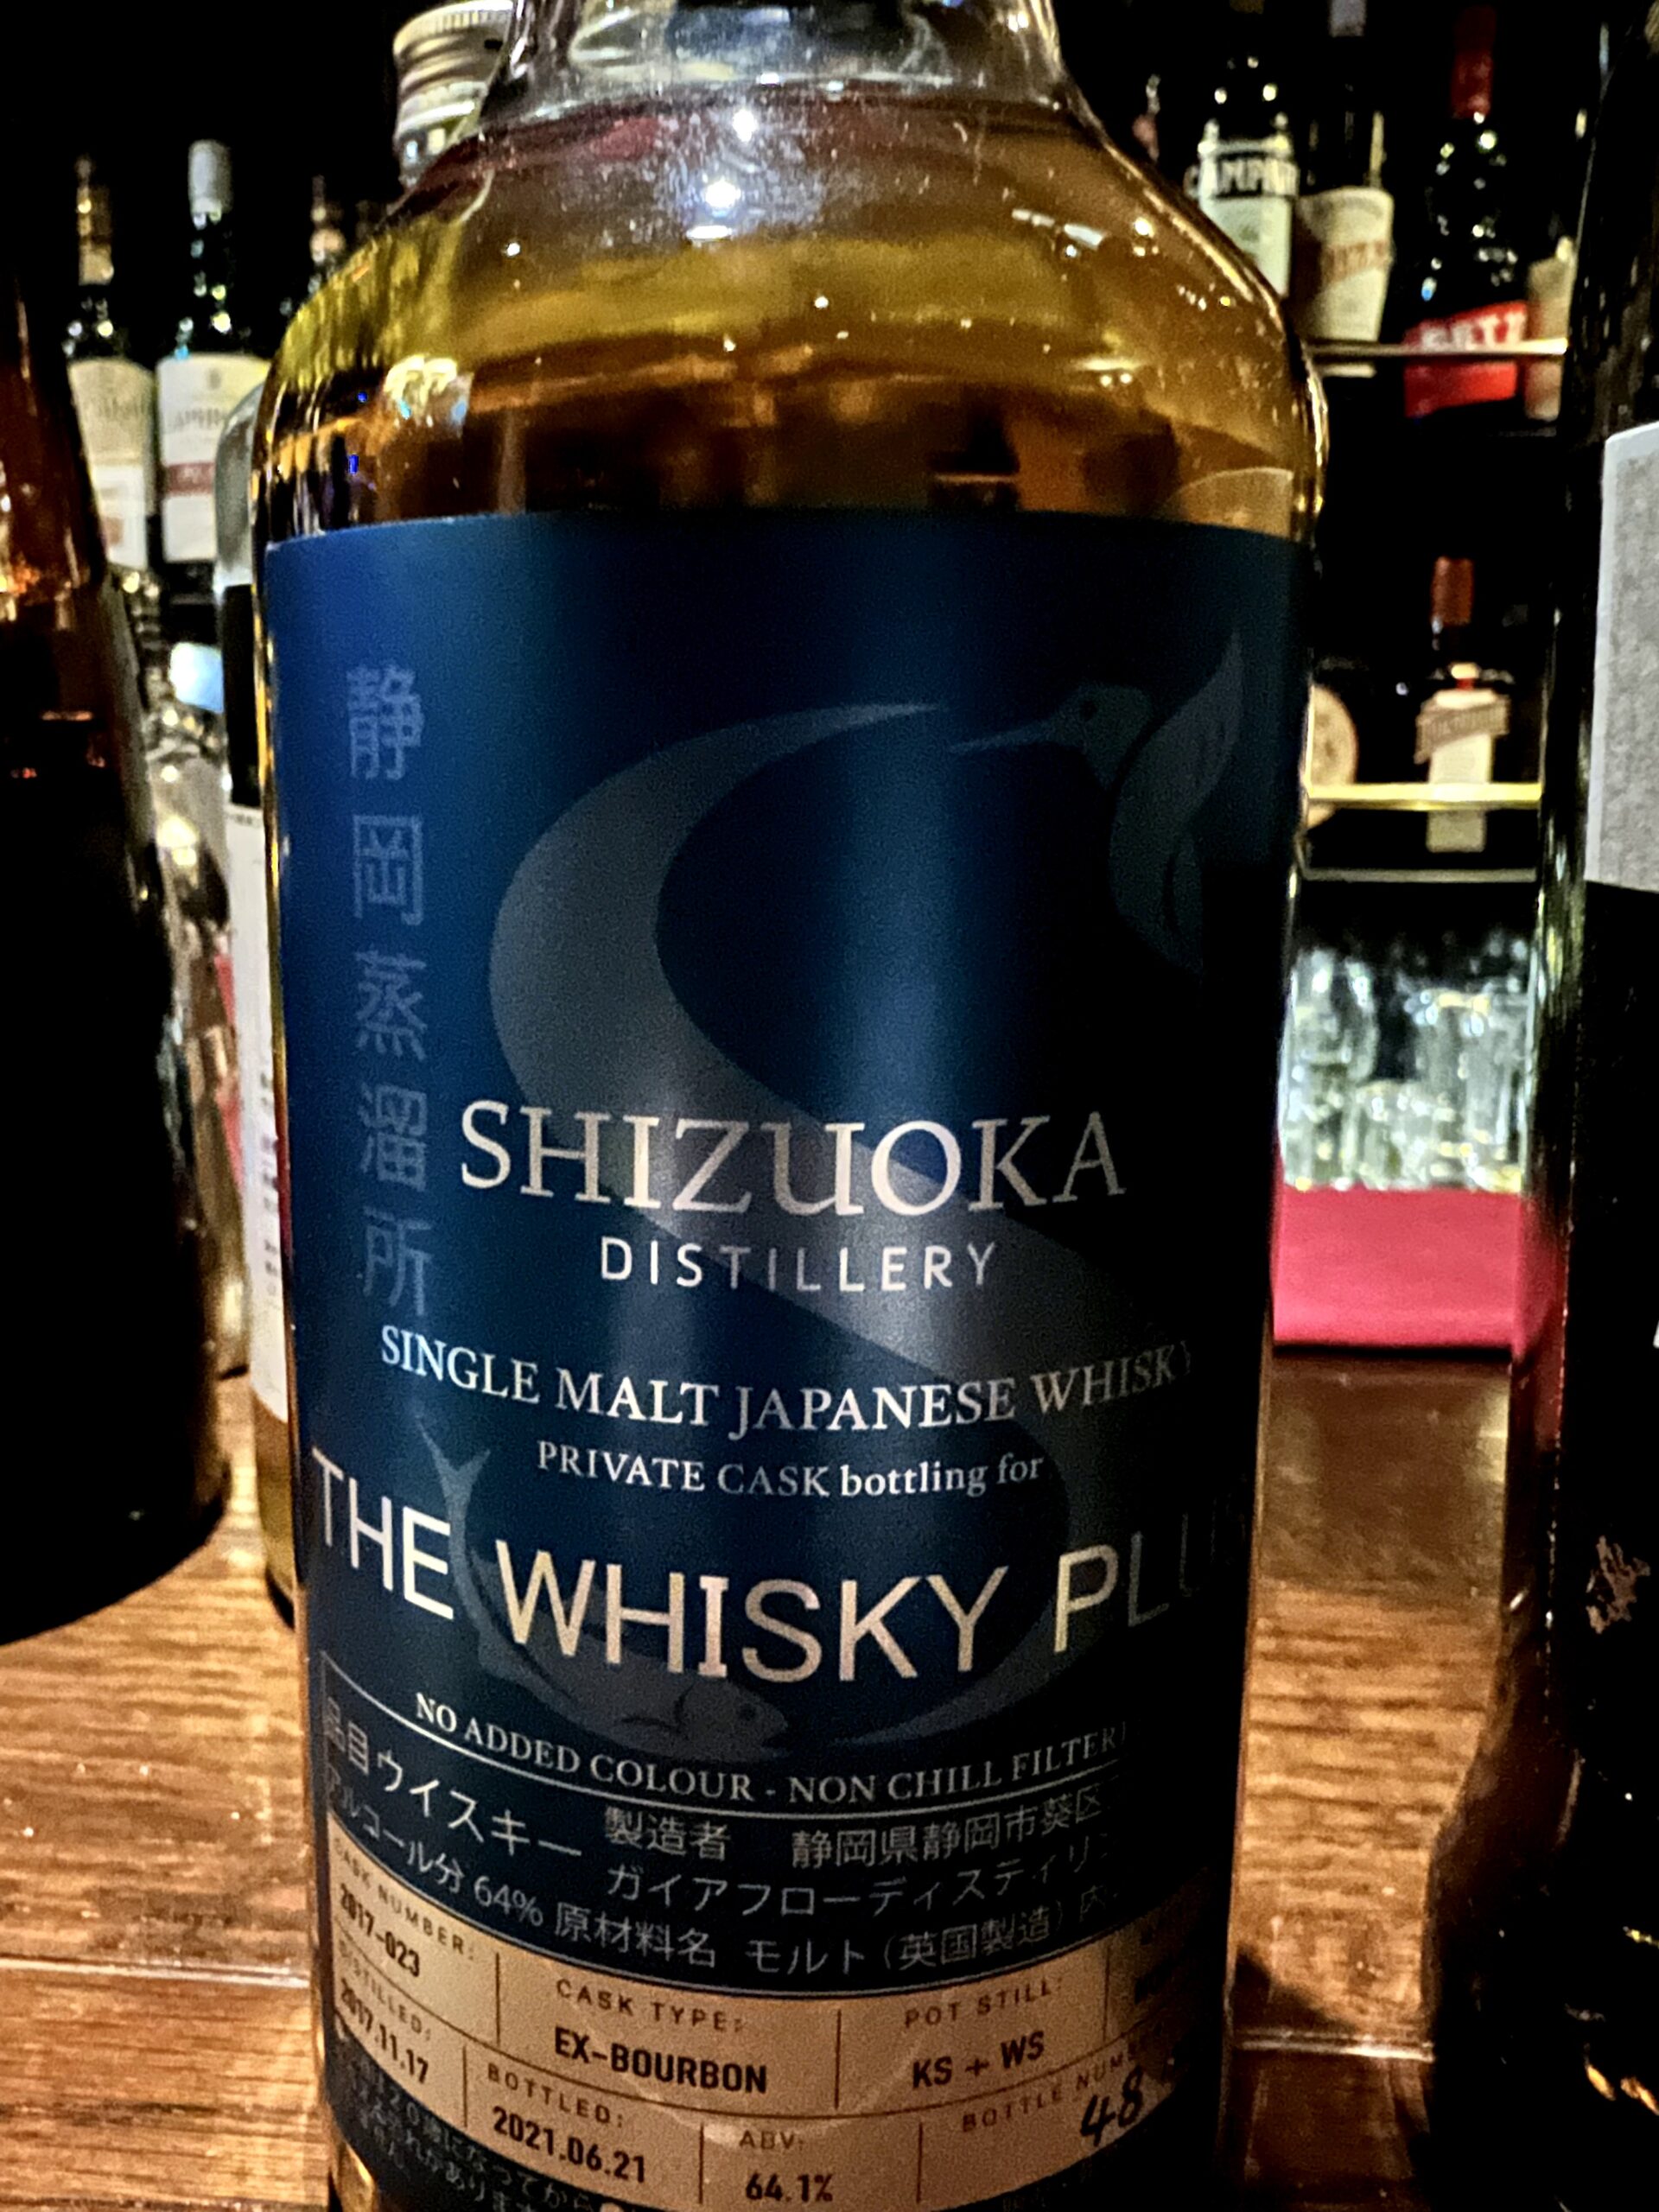 静岡蒸溜所
SHIZUOKA
DISTILLERY
SINGLE MALT JAPANESE WHISKY
PRIVATE CASK bottling for
THE WHISKY PLU
NO ADDED COLOUR - NON CHILL FILTER
品目 ウイスキー 製造者 静岡県静岡市葵区
ガイアフローディスティリ
アルコール分 64% 原材料名 モルト (英国製造) 内
CASK NUMBER:
2017-023
CASK TYPE:
EX-BOURBON
POT STILL:
KS + WS
DISTILLED:
2017.11.17
BOTTLED:
2021.06.21
ABV:
64.1%
BOTTLE NUM
48
CAMPA